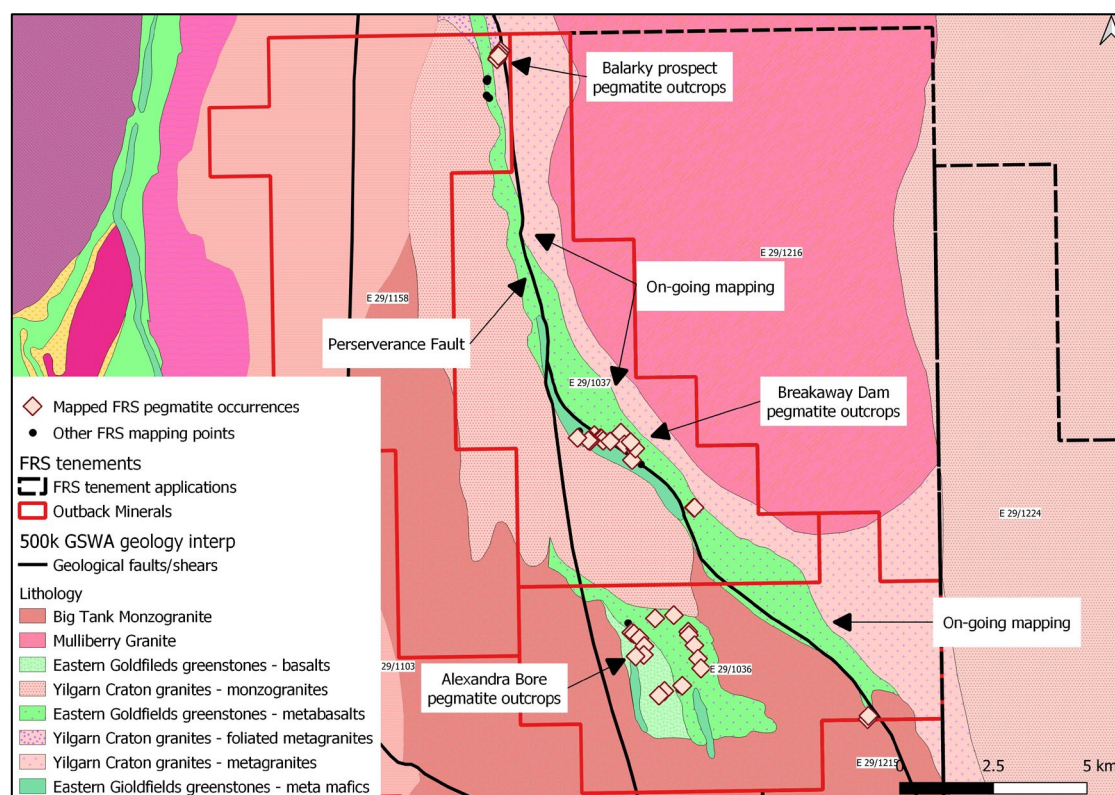 Balarky prospect
pegmatite outcrops
E 29/1216
On-going mapping
E 29/1158
Perserverance Fault
E 29/1037
Breakaway Dam
pegmatite outcrops
Mapped FRS pegmatite occurrences
Other FRS mapping points
FRS tenements
FRS tenement applications
Outback Minerals
500k GSWA geology interp
Geological faults/shears
Lithology
Big Tank Monzogranite
Mulliberry Granite
Eastern Goldfileds greenstones - basalts
Yilgarn Craton granites - monzogranites
Eastern Goldfields greenstones - metabasalts
Yilgarn Craton granites - foliated metagranites
Yilgarn Craton granites - metagranites
Eastern Goldfields greenstones - meta mafics
E 29/1224
On-going mapping
E 29/1103
Alexandra Bore
pegmatite outcrops
E 29/1036
E 29/1215
0 2.5 5 km